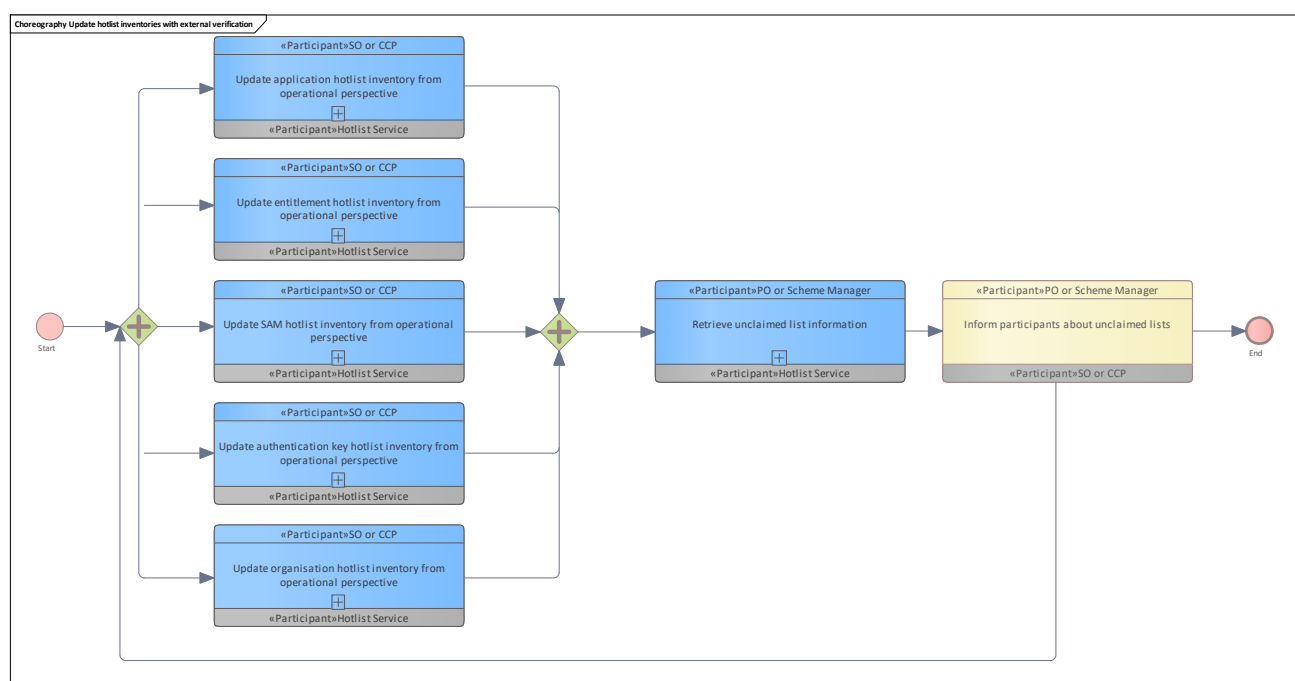 Choreography Update hotlist inventories with external verification
«Participant»SO or CCP
Update application hotlist inventory from
operational perspective
«Participant»Hotlist Service
«Participant»SO or CCP
Update entitlement hotlist inventory from
operational perspective
«Participant»Hotlist Service
«Participant»SO or CCP
Update SAM hotlist inventory from operational
perspective
«Participant»Hotlist Service
«Participant»SO or CCP
Update authentication key hotlist inventory from
operational perspective
«Participant»Hotlist Service
«Participant»SO or CCP
Update organisation hotlist inventory from
operational perspective
«Participant»Hotlist Service
Start
«Participant»PO or Scheme Manager
Retrieve unclaimed list information
«Participant»Hotlist Service
«Participant»PO or Scheme Manager
Inform participants about unclaimed lists
«Participant»SO or CCP
End